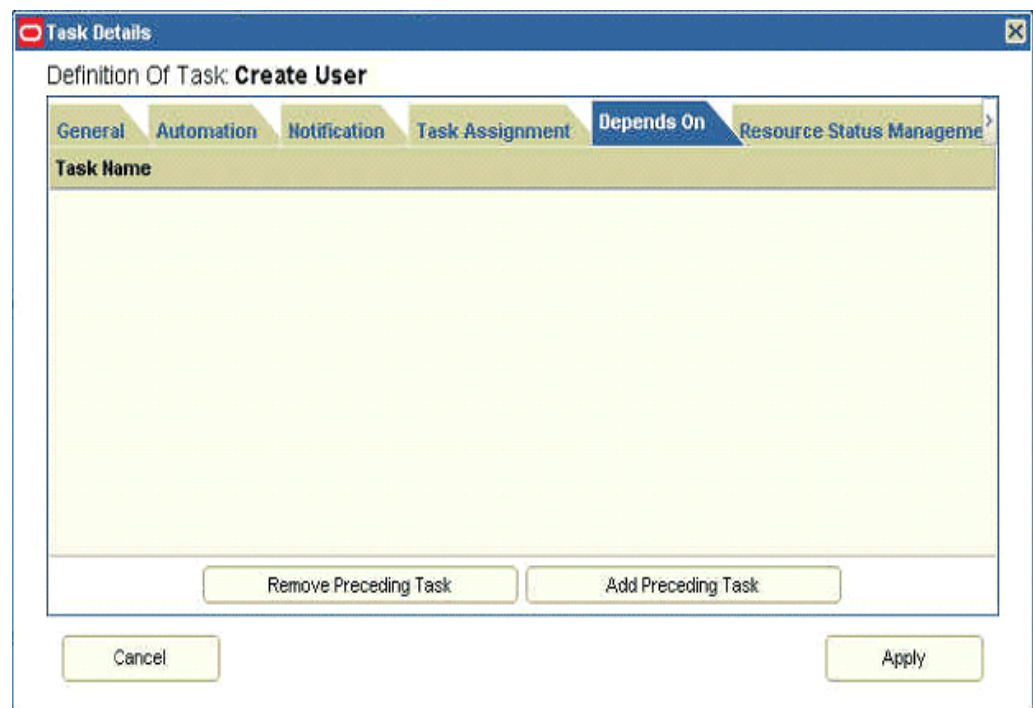 Task Details
Definition Of Task: Create User
General Automation Notification Task Assignment Depends On Resource Status Manageme
Task Name
Remove Preceding Task Add Preceding Task
Cancel Apply